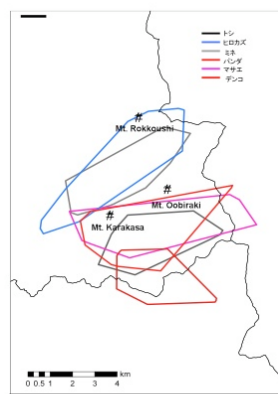 トシ
ヒロカズ
ミネ
パンダ
マサエ
デンコ
#
Mt. Rokkoushi
#
Mt. Oobiraki
#
Mt. Karakasa
0 0.5 1 2 3 4 km